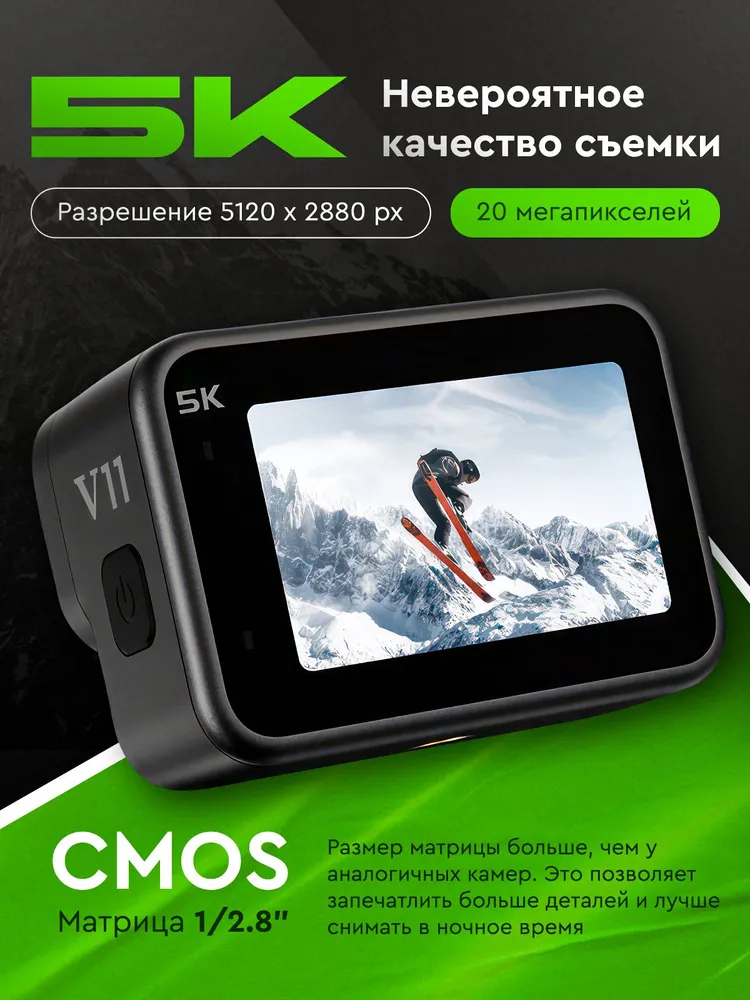 5K
Невероятное
качество съемки
Разрешение 5120 x 2880 px
20 мегапикселей
5K
V11
CMOS
Матрица 1/2.8"
Размер матрицы больше, чем у
аналогичных камер. Это позволяет
запечатлить больше деталей и лучше
снимать в ночное время